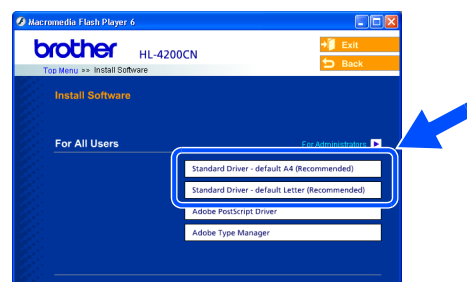 Macromedia Flash Player 6
brother HL-4200CN
Exit
Back
Top Menu >> Install Software
Install Software
For All Users
For Administrators
Standard Driver - default A4 (Recommended)
Standard Driver - default Letter (Recommended)
Adobe PostScript Driver
Adobe Type Manager